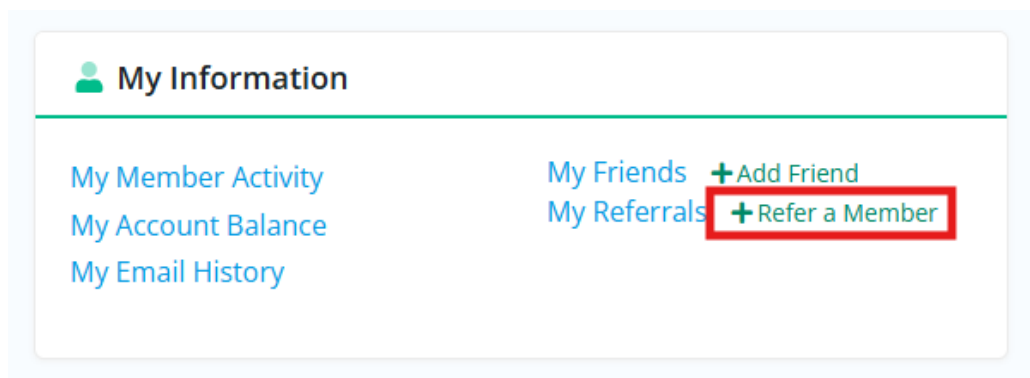 My Information
My Member Activity
My Account Balance
My Email History
My Friends +Add Friend
My Referrals +Refer a Member